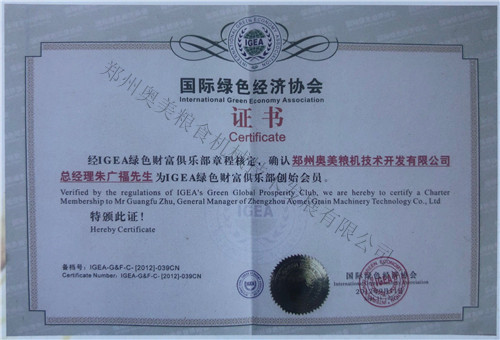 IGEA
国际绿色经济协会
International Green Economy Association
证书
Certificate
经IGEA绿色财富俱乐部章程核定，确认郑州奥美粮机技术开发有限公司
总经理朱广福先生为IGEA绿色财富俱乐部创始会员。
Verified by the regulations of IGEA's Green Global Prosperity Club, we are hereby to certify a Charter
Membership to Mr Guangfu Zhu, General Manager of Zhengzhou Aomei Grain Machinery Technology Co., Ltd
特颁此证！
Hereby Certificate
IGEA
备档号：IGEA-G&F-C- [2012]-039CN
Certificate Number：IGEA-G&F-C- [2012]-039CN
国际绿色经济协会
International Green Economy Association
郑州奥美粮食机械有限公司